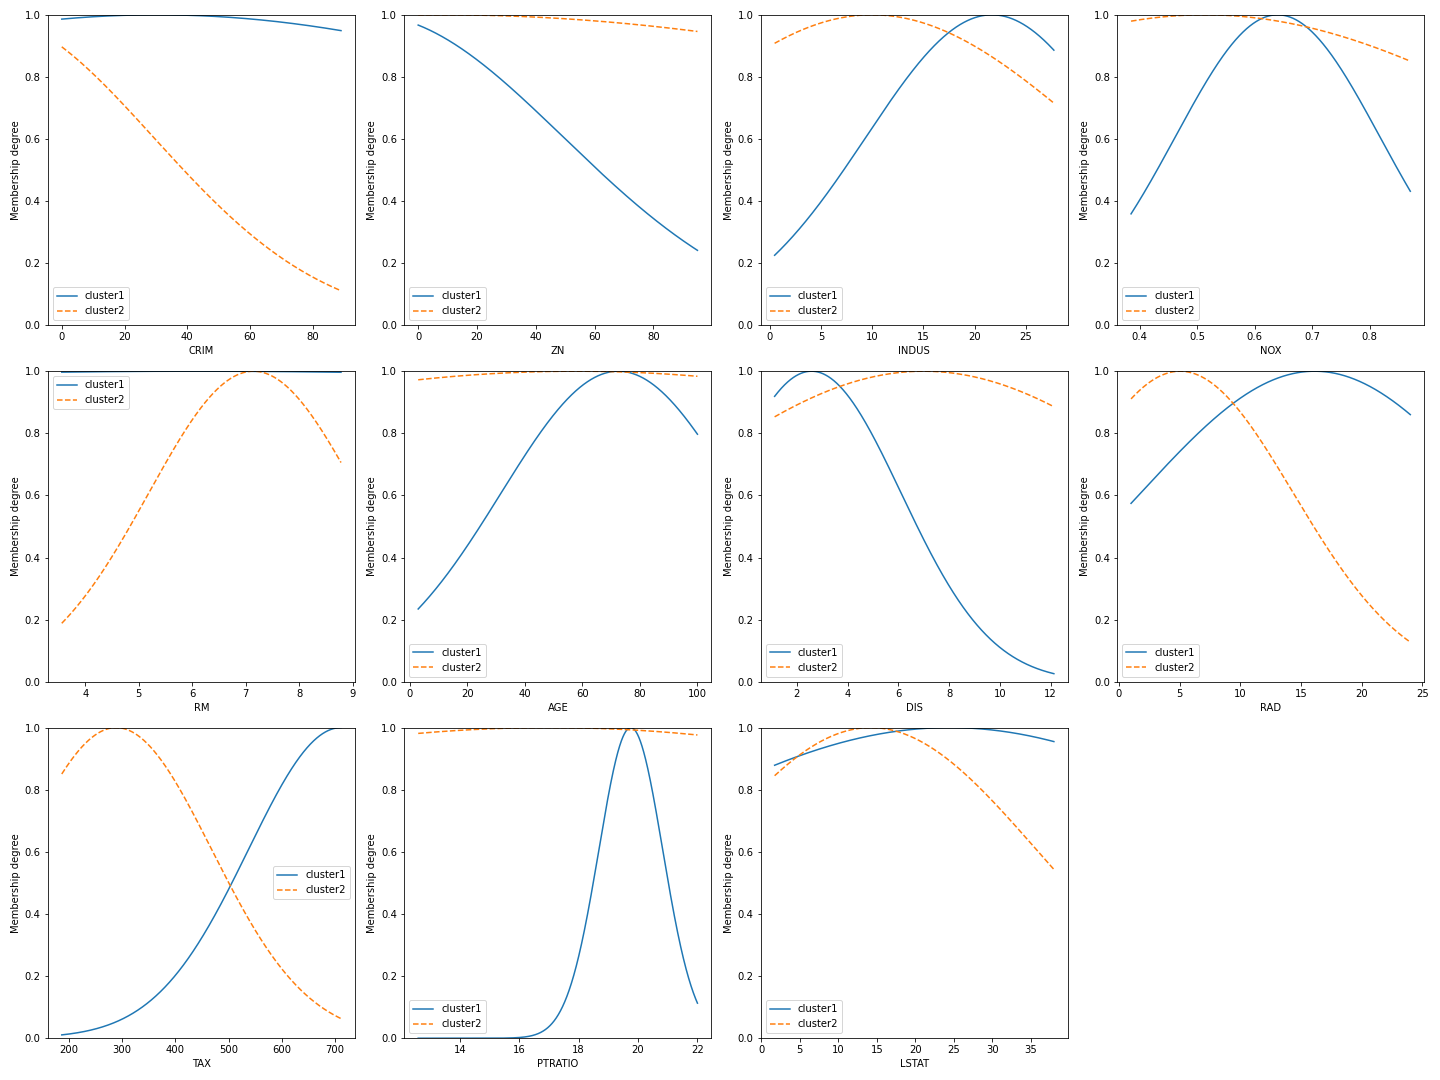 1.0
0.8
0.6
0.4
0.2
0.0
Membership degree
cluster1
cluster2
0 20 40 60 80
CRIM
1.0
0.8
0.6
0.4
0.2
0.0
Membership degree
cluster1
cluster2
0 20 40 60 80
ZN
1.0
0.8
0.6
0.4
0.2
0.0
Membership degree
cluster1
cluster2
0 5 10 15 20 25
INDUS
1.0
0.8
0.6
0.4
0.2
0.0
Membership degree
cluster1
cluster2
0.4 0.5 0.6 0.7 0.8
NOX
1.0
0.8
0.6
0.4
0.2
0.0
Membership degree
cluster1
cluster2
4 5 6 7 8 9
RM
1.0
0.8
0.6
0.4
0.2
0.0
Membership degree
cluster1
cluster2
0 20 40 60 80 100
AGE
1.0
0.8
0.6
0.4
0.2
0.0
Membership degree
cluster1
cluster2
2 4 6 8 10 12
DIS
1.0
0.8
0.6
0.4
0.2
0.0
Membership degree
cluster1
cluster2
0 5 10 15 20 25
RAD
1.0
0.8
0.6
0.4
0.2
0.0
Membership degree
cluster1
cluster2
200 300 400 500 600 700
TAX
1.0
0.8
0.6
0.4
0.2
0.0
Membership degree
cluster1
cluster2
14 16 18 20 22
PTRATIO
1.0
0.8
0.6
0.4
0.2
0.0
Membership degree
cluster1
cluster2
0 5 10 15 20 25 30 35
LSTAT